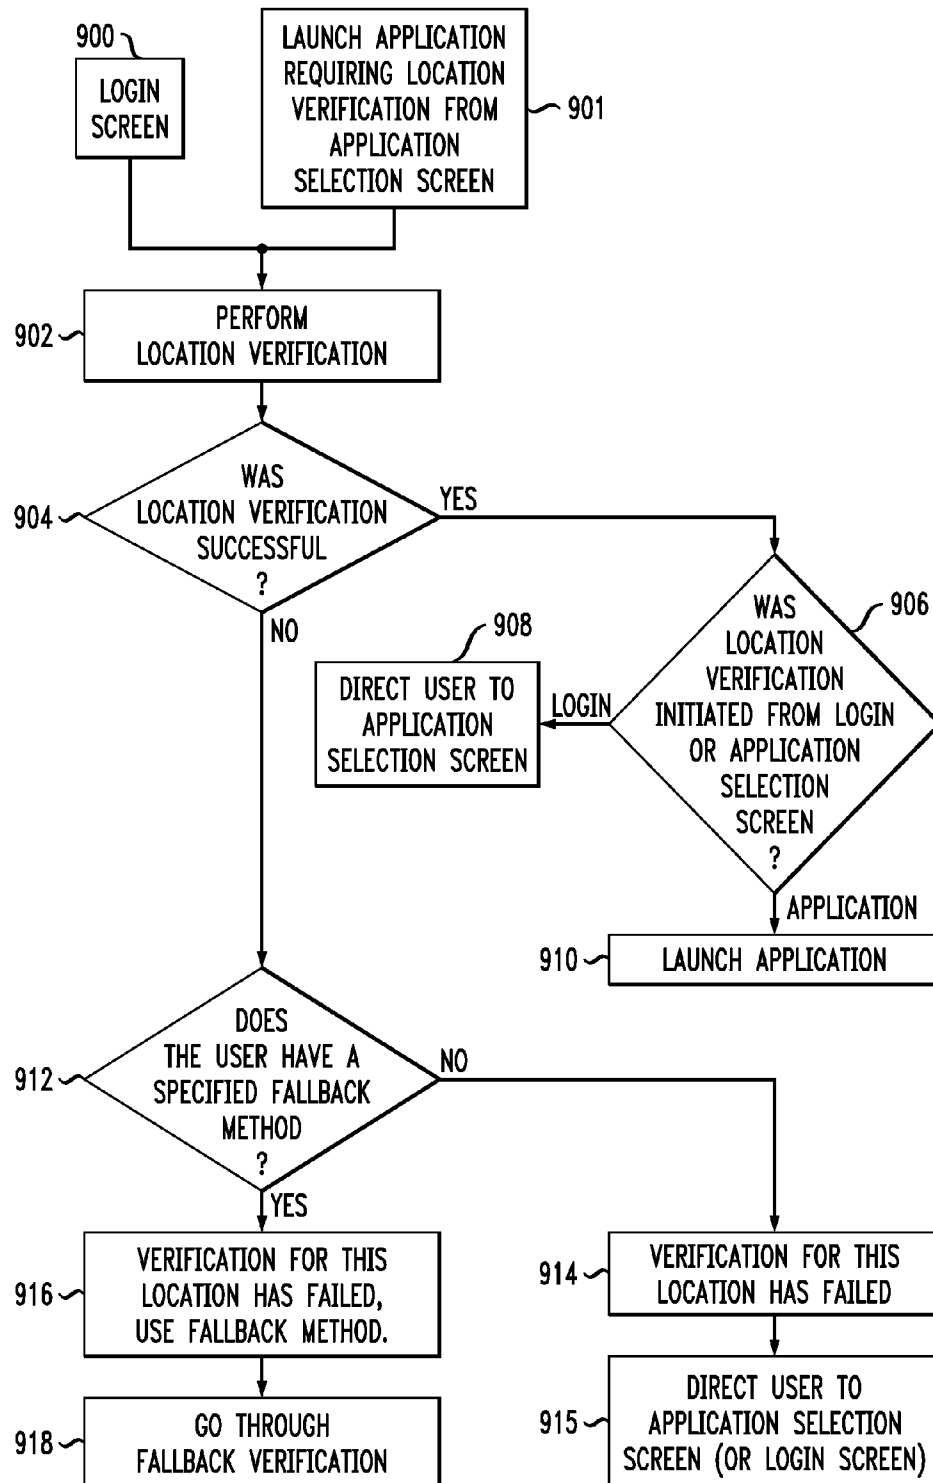 900
LOGIN
SCREEN
LAUNCH APPLICATION
REQUIRING LOCATION
VERIFICATION FROM
APPLICATION
SELECTION SCREEN
901
902
PERFORM
LOCATION VERIFICATION
904
WAS
LOCATION VERIFICATION
SUCCESSFUL
?
YES
NO
906
WAS
LOCATION
VERIFICATION
INITIATED FROM LOGIN
OR APPLICATION
SELECTION
SCREEN
?
LOGIN
908
DIRECT USER TO
APPLICATION
SELECTION SCREEN
APPLICATION
910
LAUNCH APPLICATION
912
DOES
THE USER HAVE A
SPECIFIED FALLBACK
METHOD
?
NO
YES
916
VERIFICATION FOR THIS
LOCATION HAS FAILED,
USE FALLBACK METHOD.
914
VERIFICATION FOR THIS
LOCATION HAS FAILED
918
GO THROUGH
FALLBACK VERIFICATION
915
DIRECT USER TO
APPLICATION SELECTION
SCREEN (OR LOGIN SCREEN)